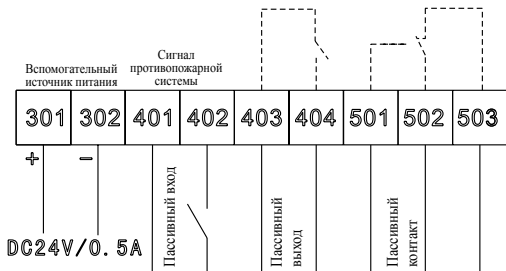 Вспомогательный
источник питания
Сигнал
противопожарной
системы
301 302 401 402 403 404 501 502 503
+ −
DC24V/0.5A
Пассивный вход
Пассивный
выход
Пассивный
контакт